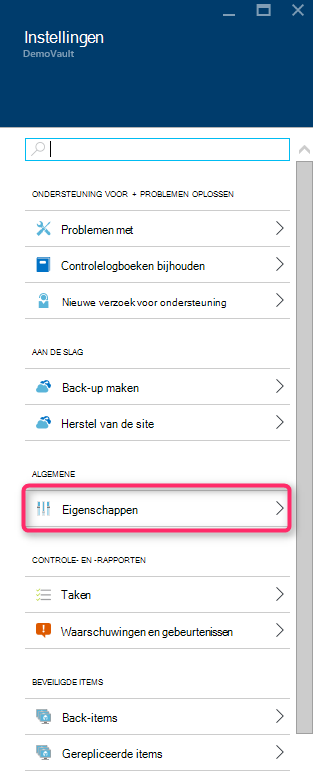 Instellingen
DemoVault
ONDERSTEUNING VOOR + PROBLEMEN OPLOSSEN
Problemen met
Controlelogboeken bijhouden
Nieuwe verzoek voor ondersteuning
AAN DE SLAG
Back-up maken
Herstel van de site
ALGEMENE
Eigenschappen
CONTROLE- EN -RAPPORTEN
Taken
Waarschuwingen en gebeurtenissen
BEVEILIGDE ITEMS
Back-items
Gerepliceerde items